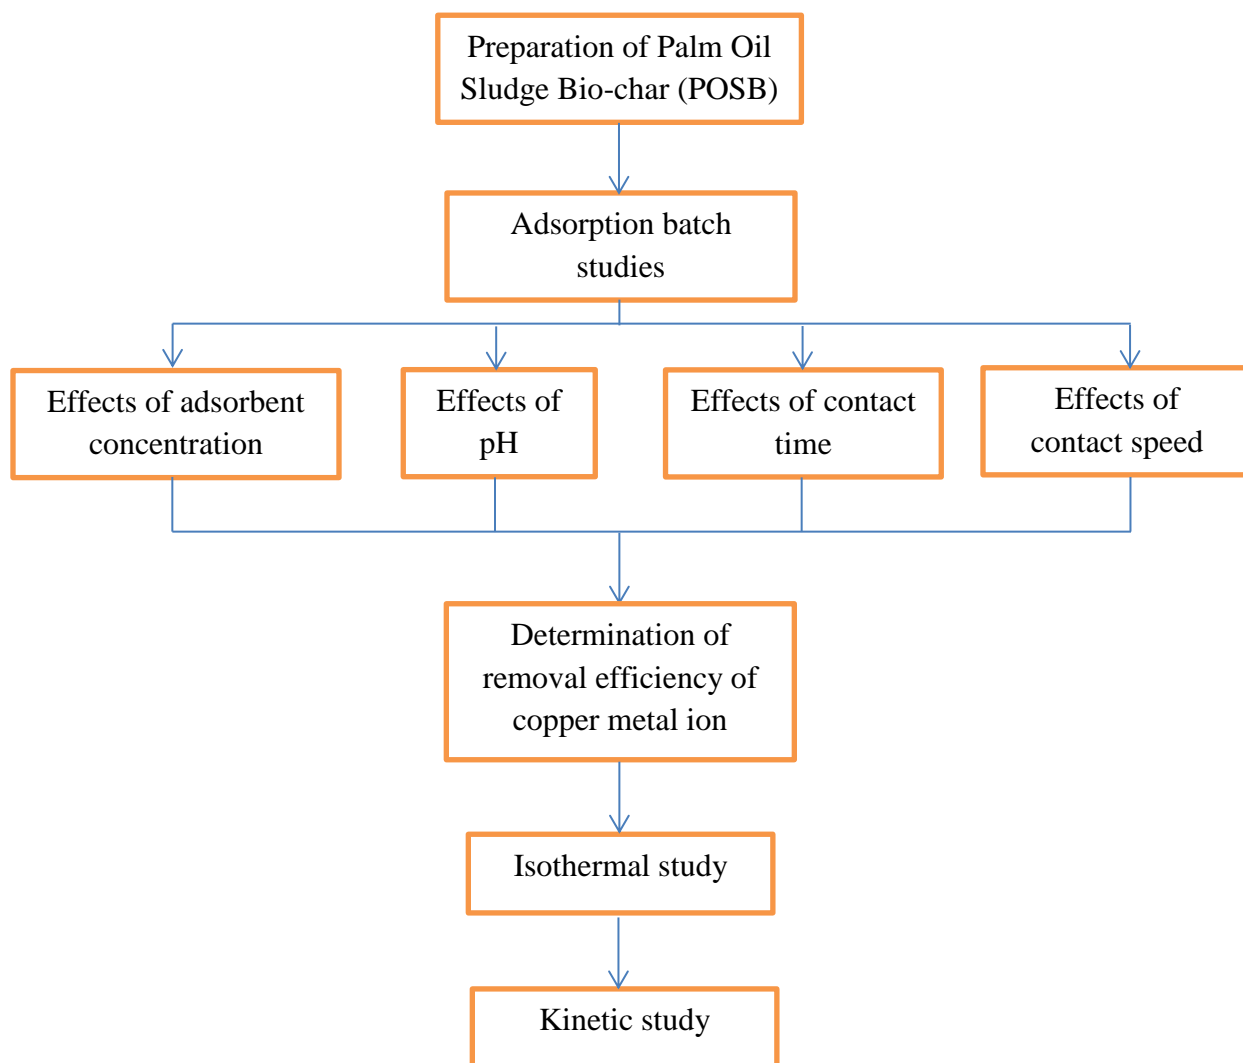 Preparation of Palm Oil
Sludge Bio-char (POSB)
Adsorption batch
studies
Effects of adsorbent
concentration
Effects of
pH
Effects of contact
time
Effects of
contact speed
Determination of
removal efficiency of
copper metal ion
Isothermal study
Kinetic study